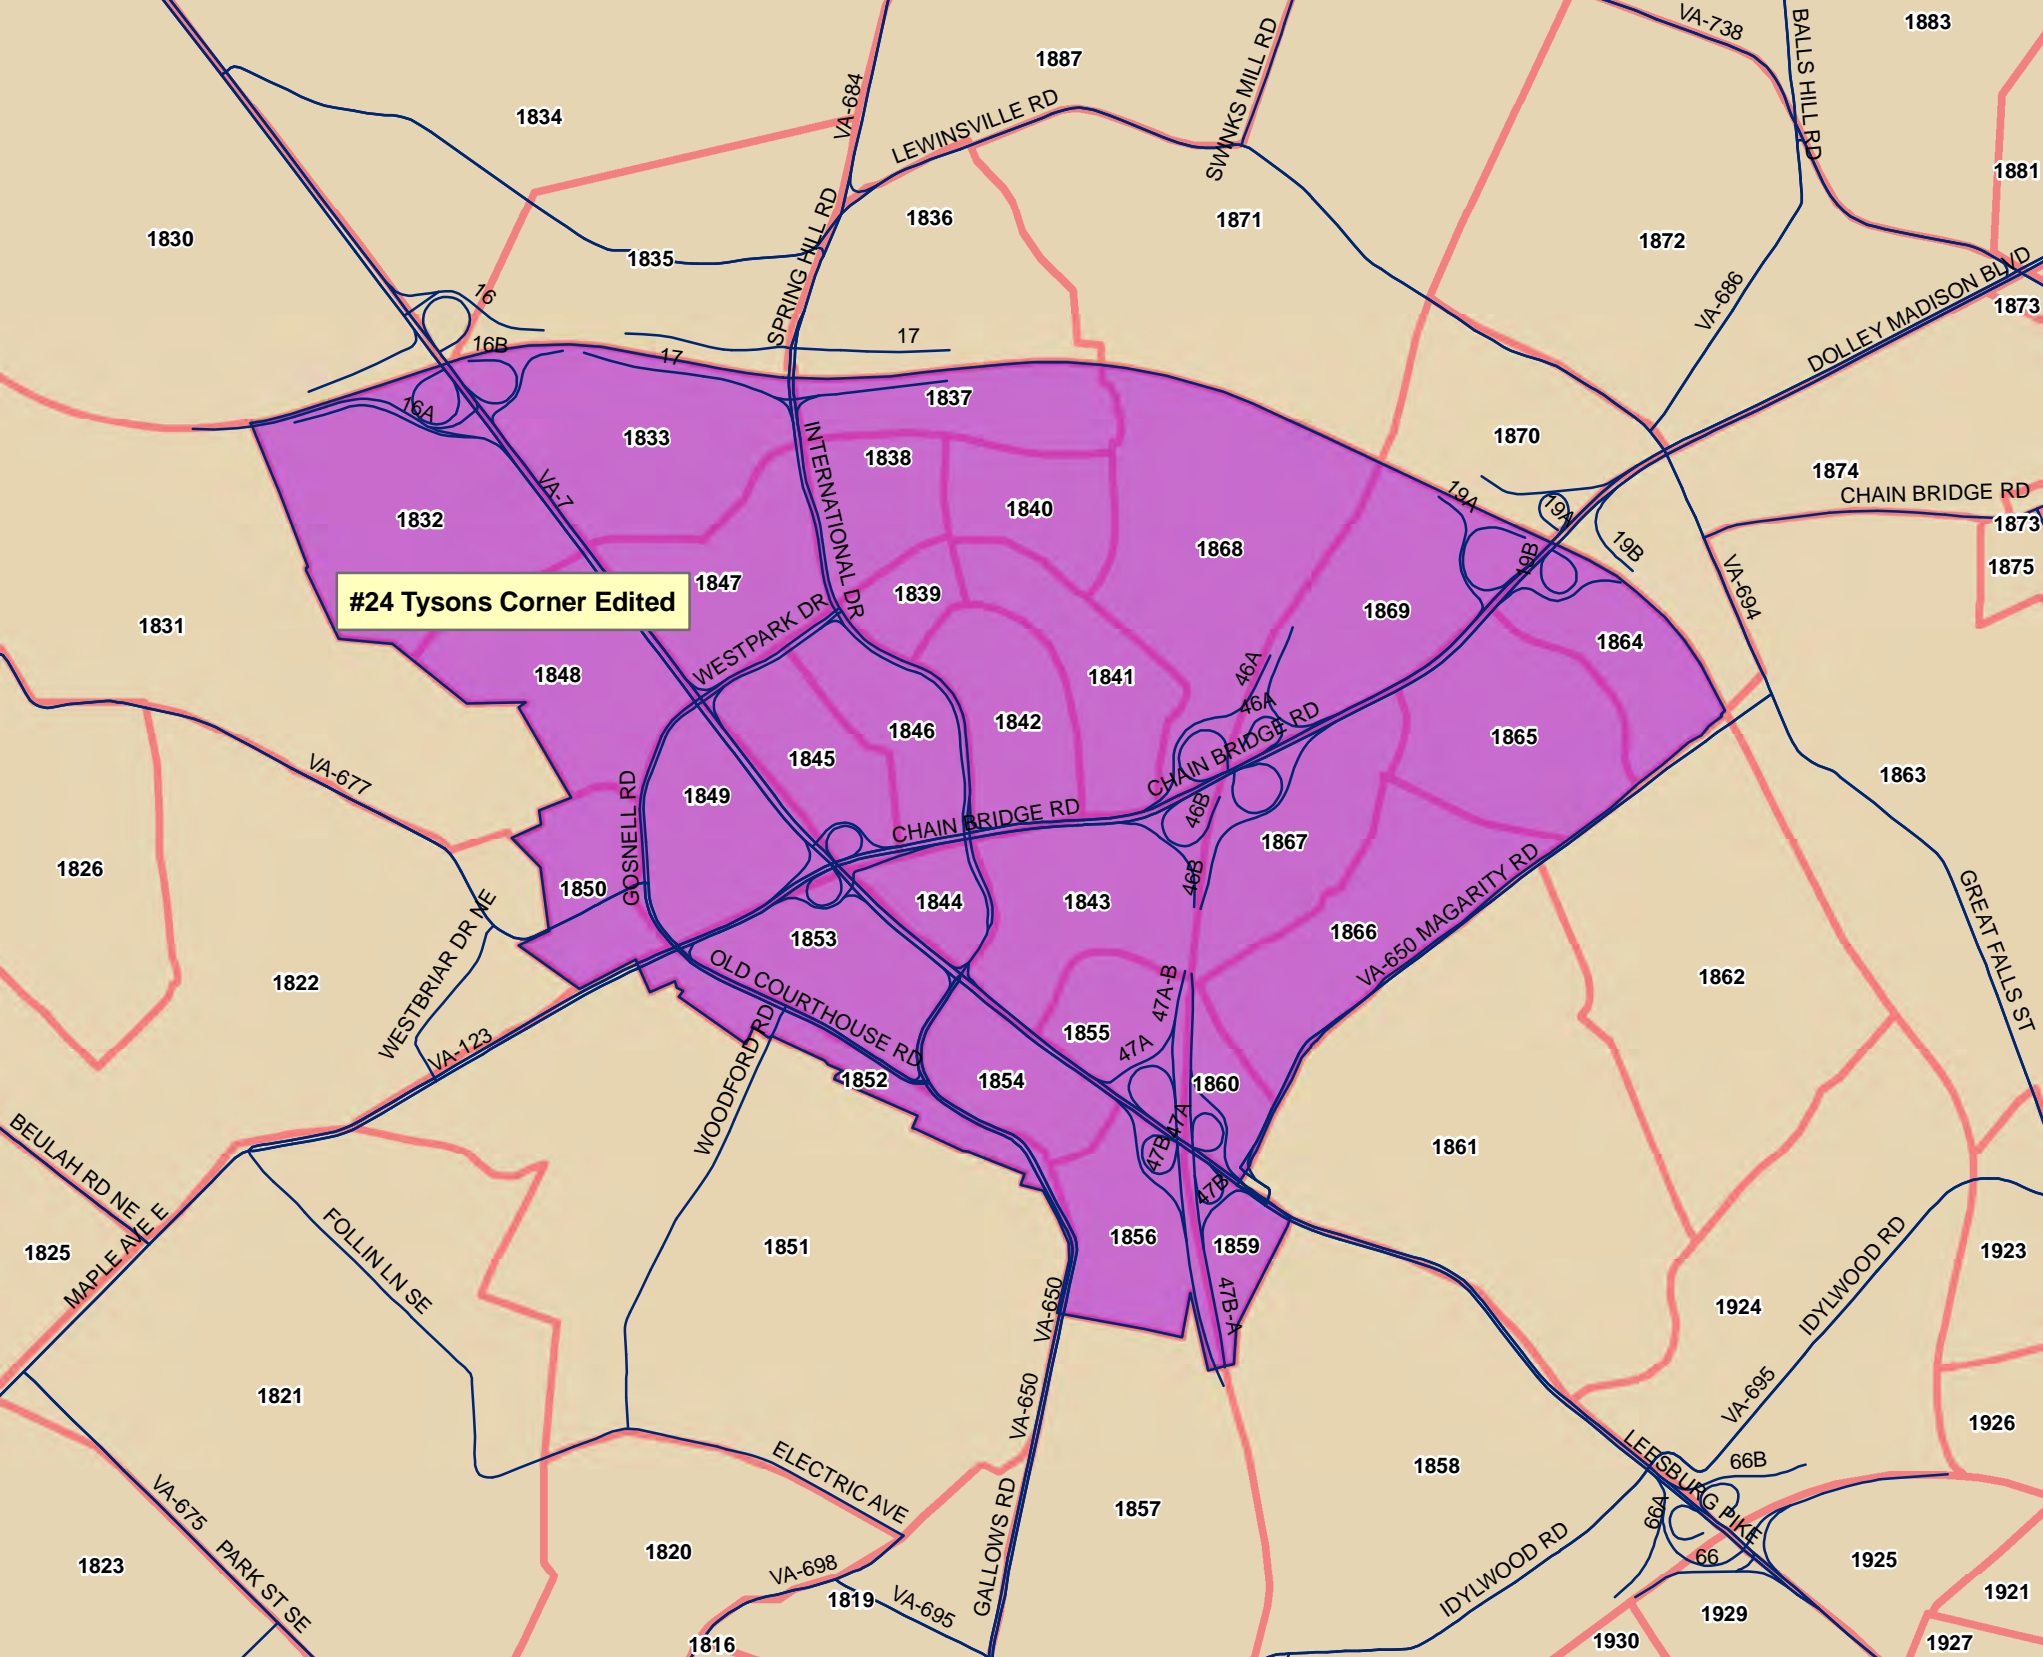 VA-738
BALLS HILL RD
1883
1887
SWINKS MILL RD
VA-684
1834
LEWINSVILLE RD
1881
1830
1836
1871
1872
SPRING HILL RD
1835
VA-686
DOLLEY MADISON BLVD
1873
16
16B
17
17
16A
1837
1833
1838
INTERNATIONAL DR
1870
1874
CHAIN BRIDGE RD
1873
1832
VA-7
1840
19A
19A
19B
19B
1868
1875
VA-694
#24 Tysons Corner Edited
1847
1839
1869
1831
WESTPARK DR
1864
1848
1841
46A
46A
1846
1842
CHAIN BRIDGE RD
1865
VA-677
1845
1863
GOSNELL RD
1849
46B
CHAIN BRIDGE RD
1867
1826
1850
46B
VA-650 MAGARITY RD
1844
1843
GREAT FALLS ST
WESTBRIAR DR NE
1853
1866
1822
OLD COURTHOUSE RD
47A-B
1862
VA-123
WOODFORD RD
1855
47A
1852
1854
1860
BEULAH RD NE
47A
47B
1861
MAPLE AVE E
47B
FOLLIN LN SE
1825
1851
1856
1859
1923
IDYLWOOD RD
VA-650
47B-A
1924
1821
VA-650
VA-695
1926
ELECTRIC AVE
LEESBURG PIKE
66B
1858
VA-675
GALLOWS RD
1857
66A
PARK ST SE
1820
VA-698
IDYLWOOD RD
66
1925
1823
1819
VA-695
1921
1929
1816
1930
1927